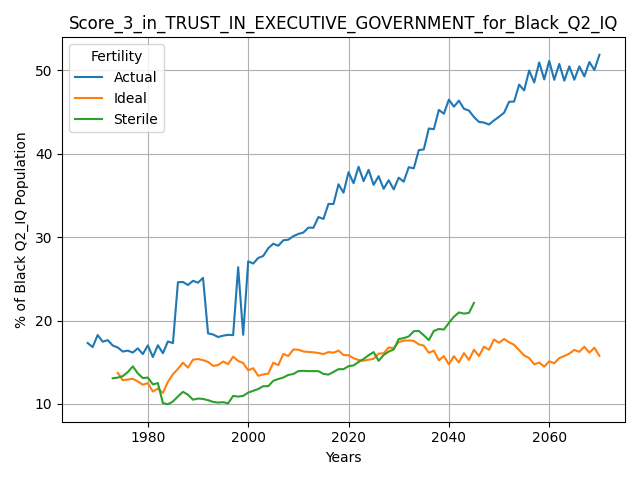 Score_3_in_TRUST_IN_EXECUTIVE_GOVERNMENT_for_Black_Q2_IQ
Fertility
Actual
Ideal
Sterile
% of Black Q2_IQ Population
50
40
30
20
10
1980
2000
2020
2040
2060
Years